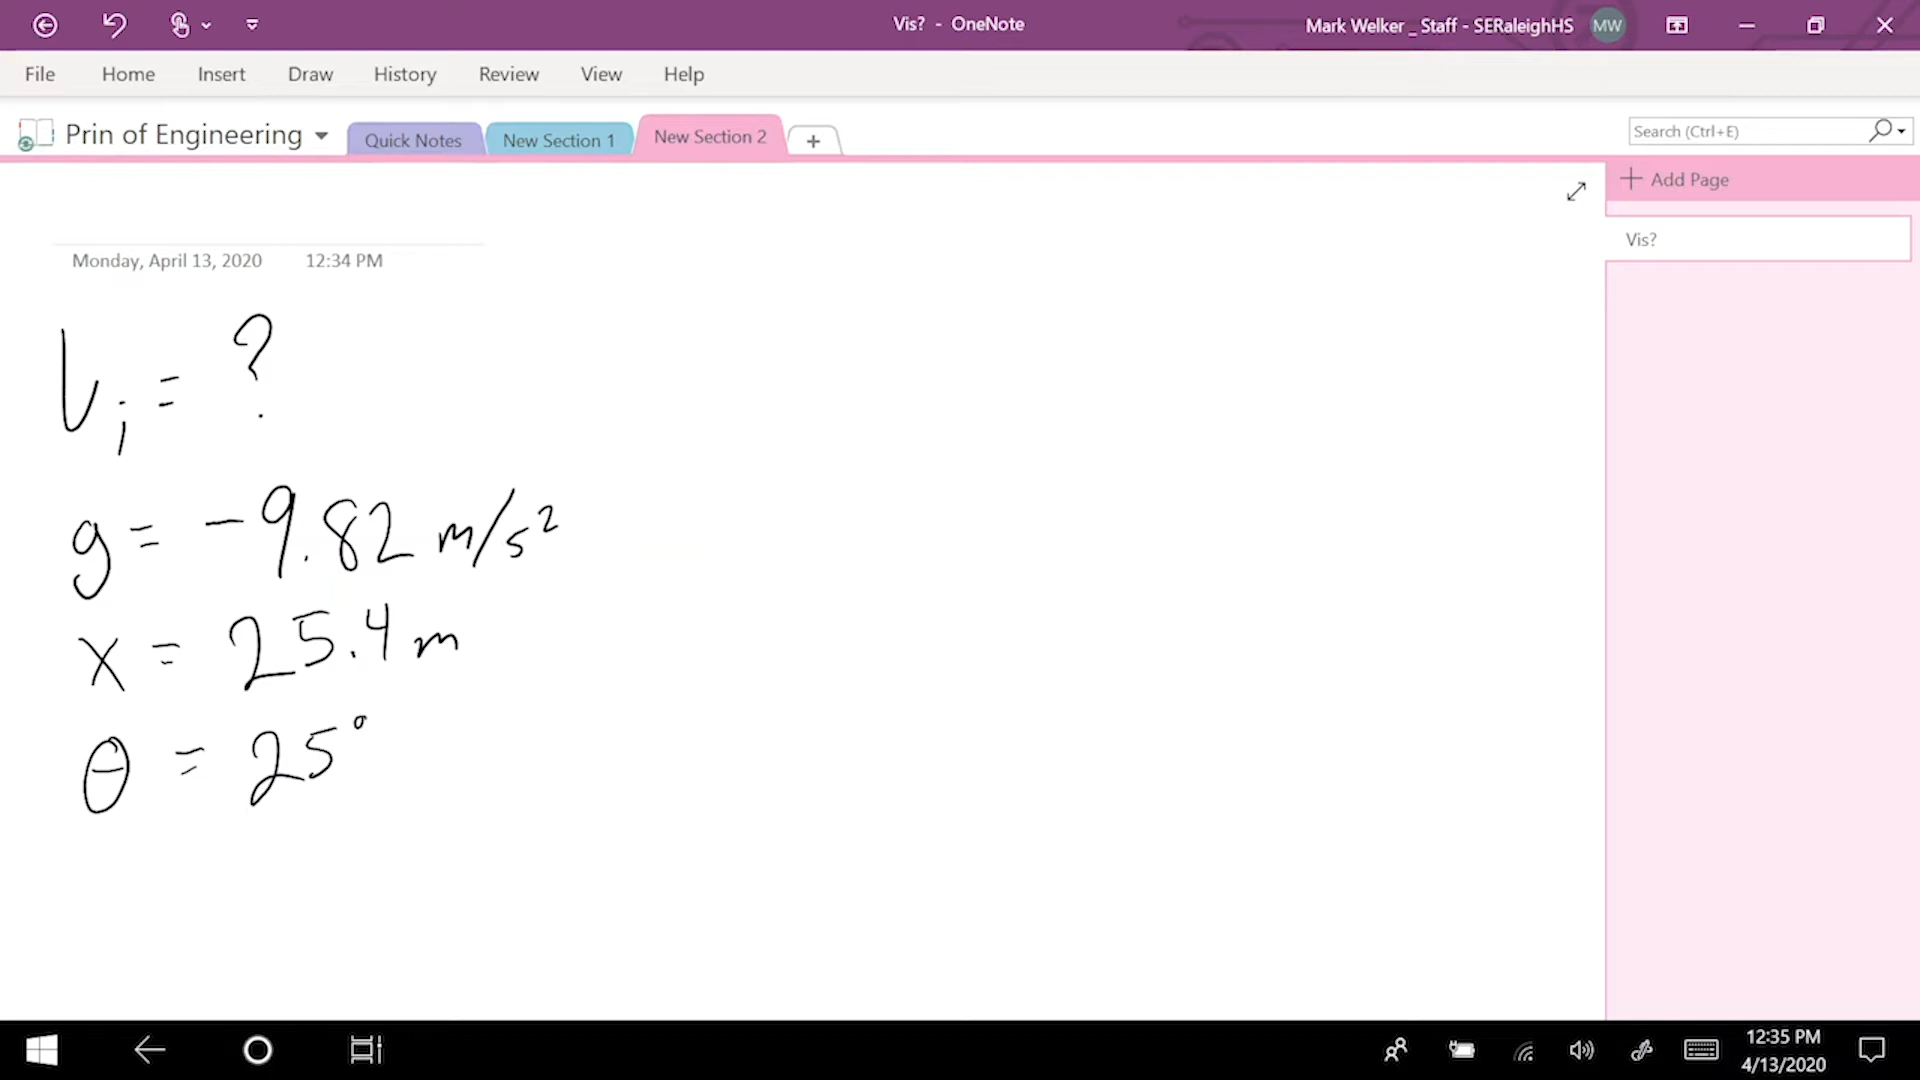 Vis? - OneNote
Mark Welker _ Staff - SERaleighHS MW
File Home Insert Draw History Review View Help
Prin of Engineering Quick Notes New Section 1 New Section 2 +
Search (Ctrl+E)
Add Page
Vis?
Monday, April 13, 2020 12:34 PM
Vi = ?
g = -9.82 m/s²
x = 25.4 m
θ = 25°
12:35 PM
4/13/2020